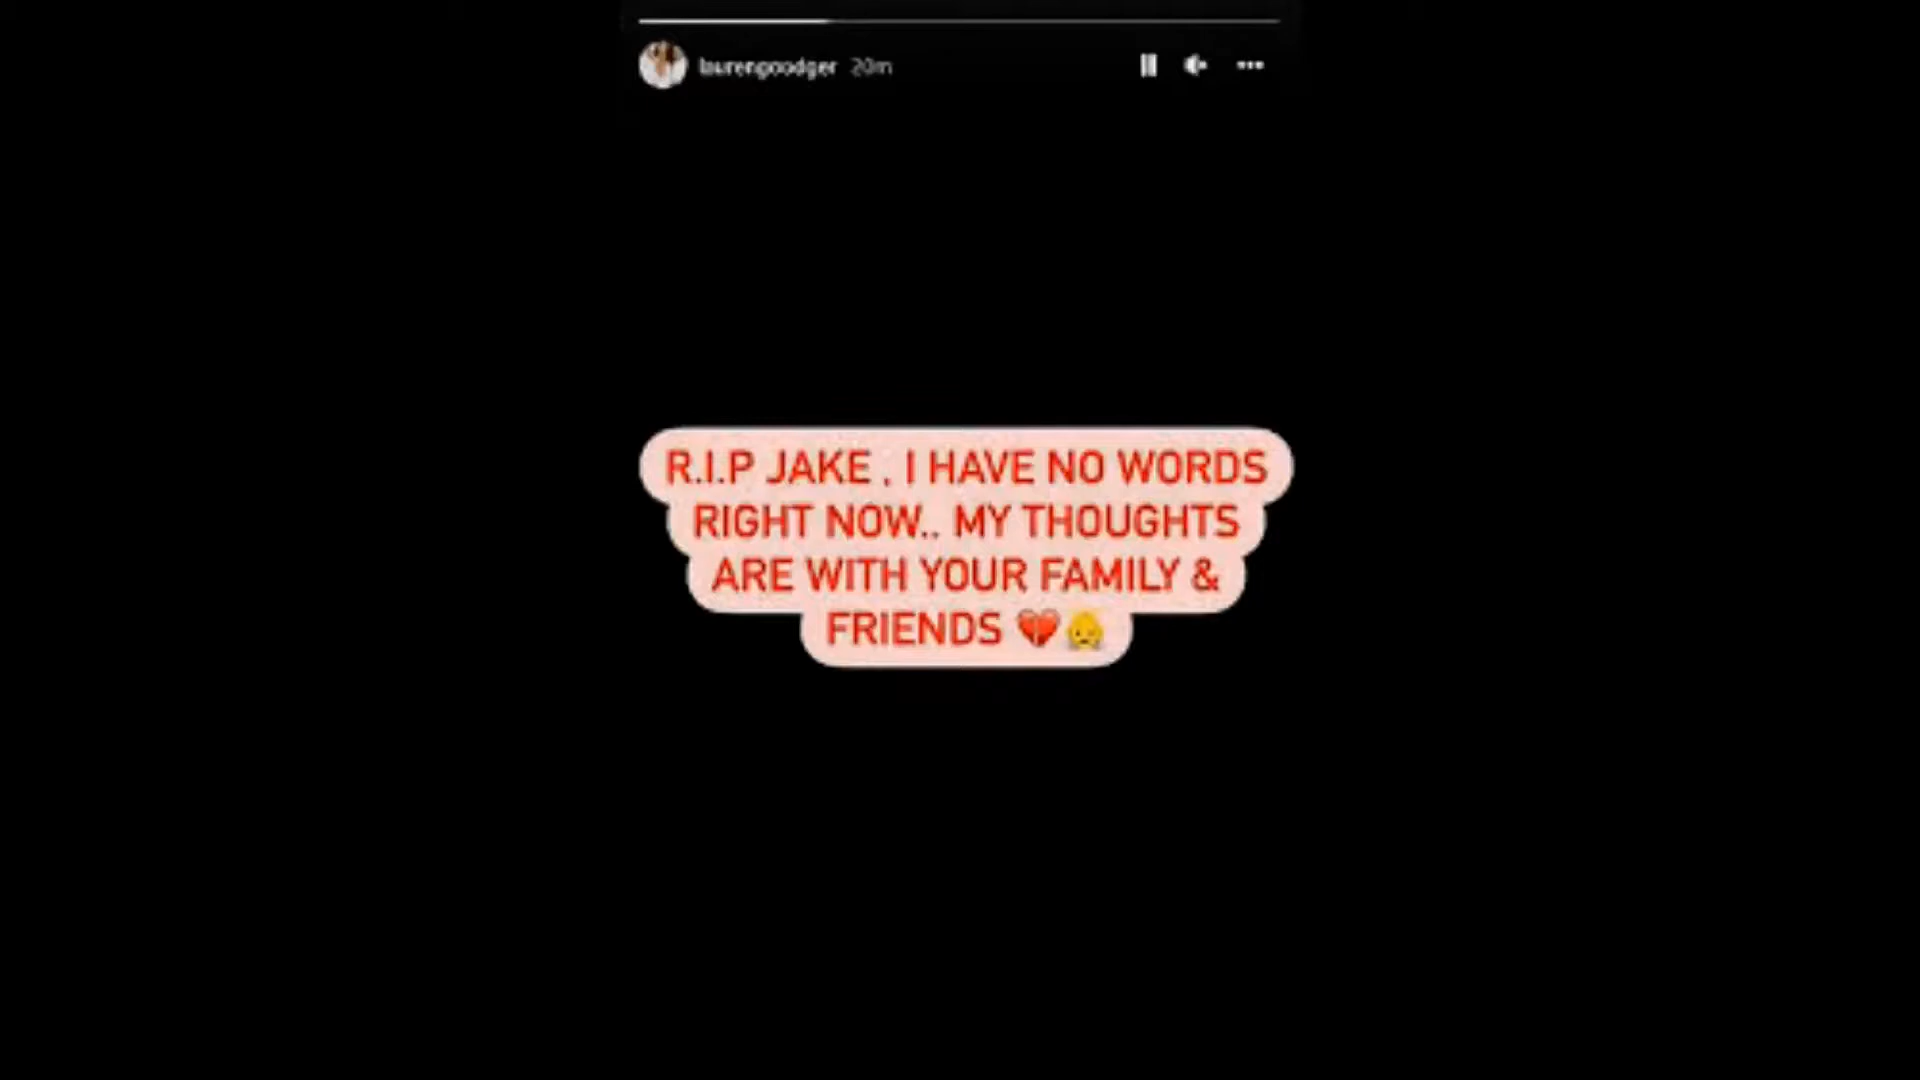 laurengoodger 20m
R.I.P JAKE , I HAVE NO WORDS
RIGHT NOW.. MY THOUGHTS
ARE WITH YOUR FAMILY &
FRIENDS 💔👼